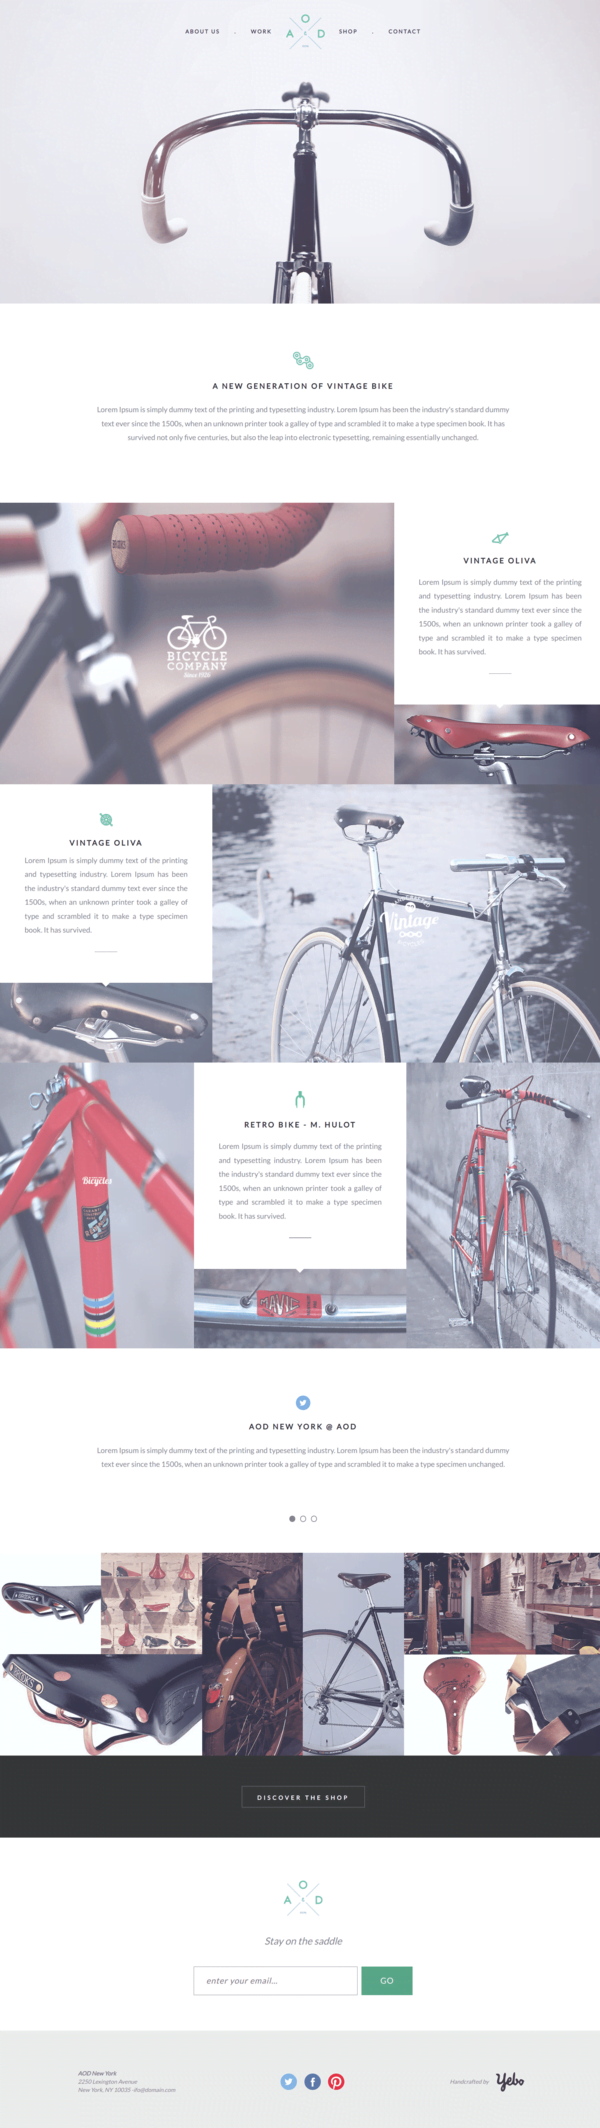 ABOUT US
WORK
A O D
SHOP
CONTACT
A NEW GENERATION OF VINTAGE BIKE
Lorem Ipsum is simply dummy text of the printing and typesetting industry. Lorem Ipsum has been the industry's standard dummy
text ever since the 1500s, when an unknown printer took a galley of type and scrambled it to make a type specimen book. It has
survived not only five centuries, but also the leap into electronic typesetting, remaining essentially unchanged.
BROOKS
BICYCLE
COMPANY
Since 1928
VINTAGE OLIVA
Lorem Ipsum is simply dummy text of the printing
and typesetting industry. Lorem Ipsum has been
the industry's standard dummy text ever since the
1500s, when an unknown printer took a galley of
type and scrambled it to make a type specimen
book. It has survived.
VINTAGE OLIVA
Lorem Ipsum is simply dummy text of the printing
and typesetting industry. Lorem Ipsum has been
the industry's standard dummy text ever since the
1500s, when an unknown printer took a galley of
type and scrambled it to make a type specimen
book. It has survived.
Vintage
BICYCLES
Bicycles
RETRO BIKE - M. HULOT
Lorem Ipsum is simply dummy text of the printing
and typesetting industry. Lorem Ipsum has been
the industry's standard dummy text ever since the
1500s, when an unknown printer took a galley of
type and scrambled it to make a type specimen
book. It has survived.
MAVIC
AOD NEW YORK @ AOD
Lorem Ipsum is simply dummy text of the printing and typesetting industry. Lorem Ipsum has been the industry's standard dummy
text ever since the 1500s, when an unknown printer took a galley of type and scrambled it to make a type specimen unchanged.
DISCOVER THE SHOP
A O D
Stay on the saddle
enter your email...
GO
AOD New York
2250 Lexington Avenue
New York, NY 10035 -ifo@domain.com
Handcrafted by
Yebo